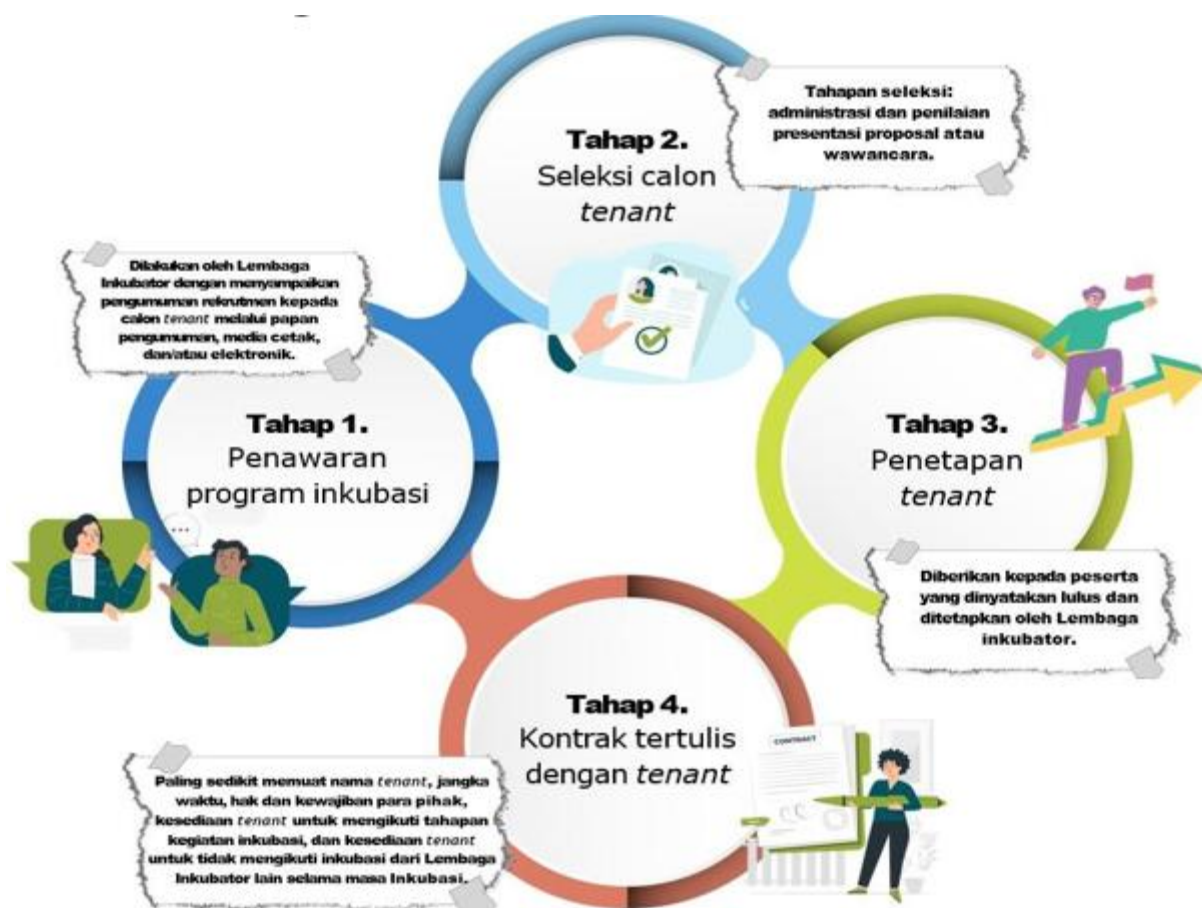 Tahap 1.
Penawaran
program inkubasi
Dilakukan oleh Lembaga
Inkubator dengan menyampaikan
pengumuman rekrutmen kepada
calon tenant melalui papan
pengumuman, media cetak,
dan/atau elektronik.
Tahap 2.
Seleksi calon
tenant
Tahapan seleksi:
administrasi dan penilaian
presentasi proposal atau
wawancara.
Tahap 3.
Penetapan
tenant
Diberikan kepada peserta
yang dinyatakan lulus dan
ditetapkan oleh Lembaga
inkubator.
Tahap 4.
Kontrak tertulis
dengan tenant
CONTRACT
Paling sedikit memuat nama tenant, jangka
waktu, hak dan kewajiban para pihak,
kesediaan tenant untuk mengikuti tahapan
kegiatan inkubasi, dan kesediaan tenant
untuk tidak mengikuti inkubasi dari Lembaga
Inkubator lain selama masa Inkubasi.